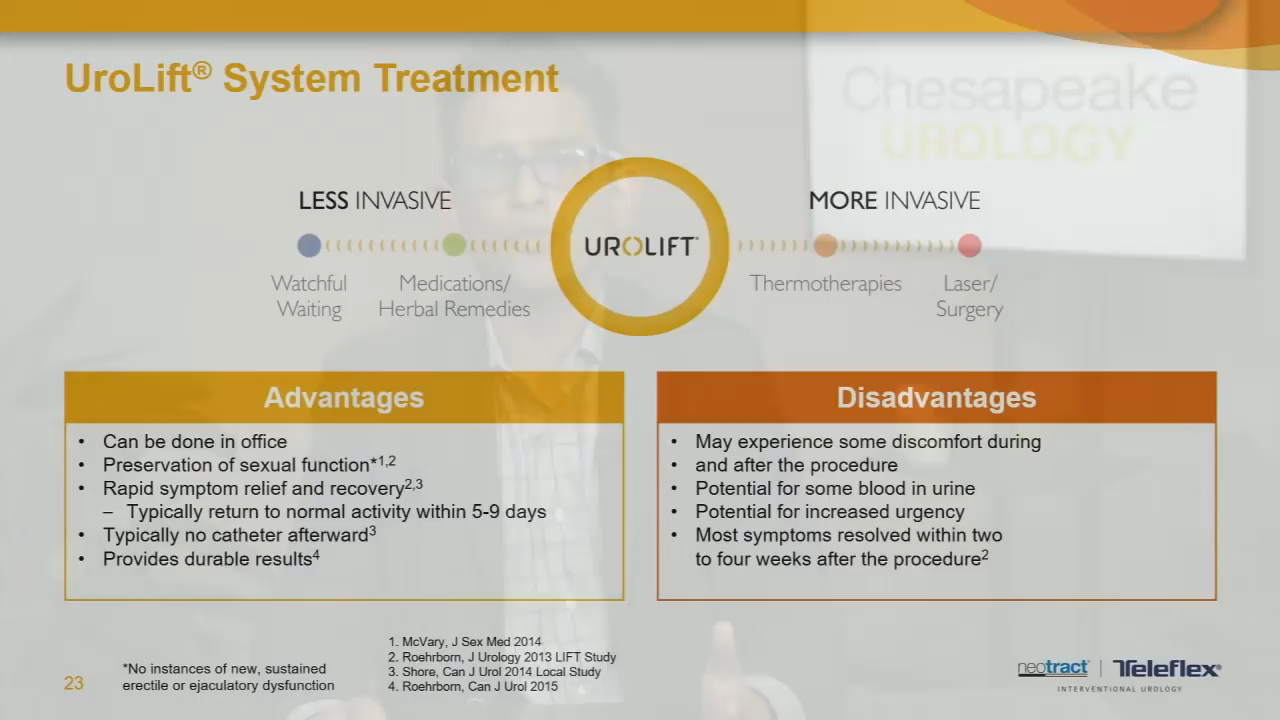 UroLift® System Treatment
Chesapeake
UROLOGY
LESS INVASIVE
MORE INVASIVE
UROLIFT®
Watchful
Waiting
Medications/
Herbal Remedies
Thermotherapies
Laser/
Surgery
Advantages
• Can be done in office
• Preservation of sexual function*1,2
• Rapid symptom relief and recovery2,3
– Typically return to normal activity within 5-9 days
• Typically no catheter afterward3
• Provides durable results4
Disadvantages
• May experience some discomfort during
• and after the procedure
• Potential for some blood in urine
• Potential for increased urgency
• Most symptoms resolved within two
to four weeks after the procedure2
23
*No instances of new, sustained
erectile or ejaculatory dysfunction
1. McVary, J Sex Med 2014
2. Roehrborn, J Urology 2013 LIFT Study
3. Shore, Can J Urol 2014 Local Study
4. Roehrborn, Can J Urol 2015
neotract® | Teleflex®
INTERVENTIONAL UROLOGY